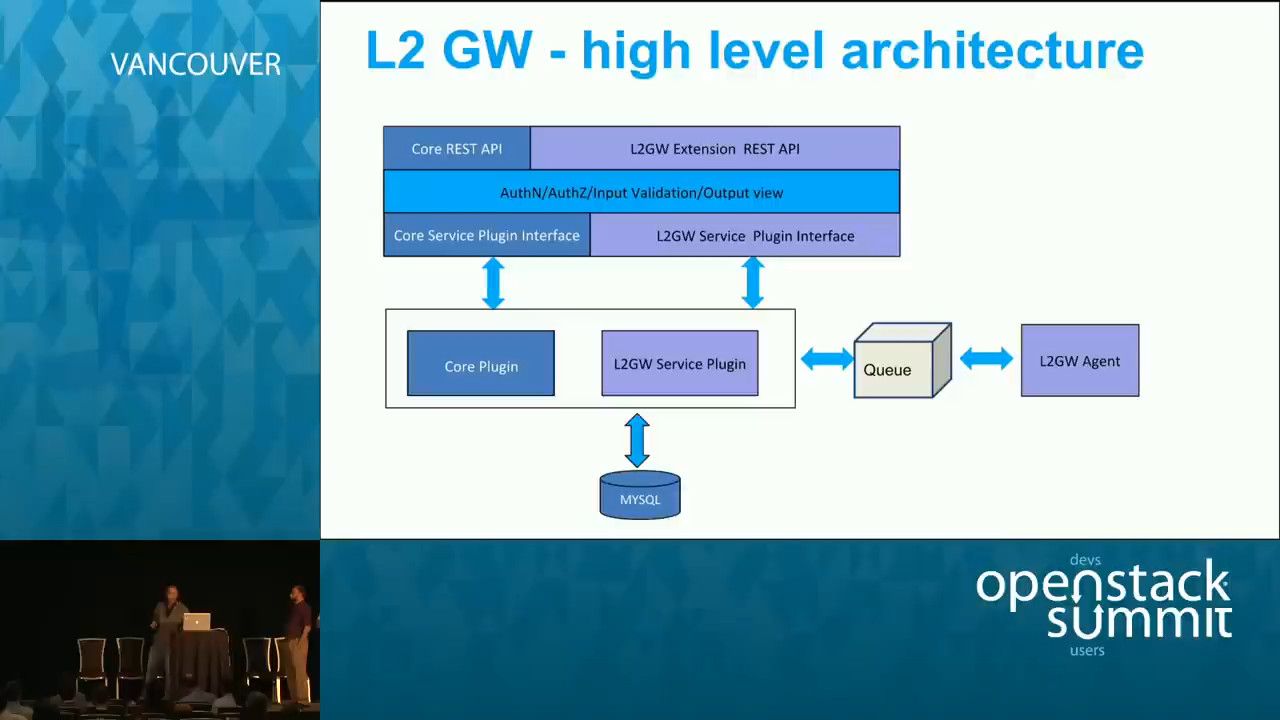 VANCOUVER
L2 GW - high level architecture
Core REST API
L2GW Extension REST API
AuthN/AuthZ/Input Validation/Output view
Core Service Plugin Interface
L2GW Service Plugin Interface
Core Plugin
L2GW Service Plugin
Queue
L2GW Agent
MYSQL
devs
openstack
summit
users